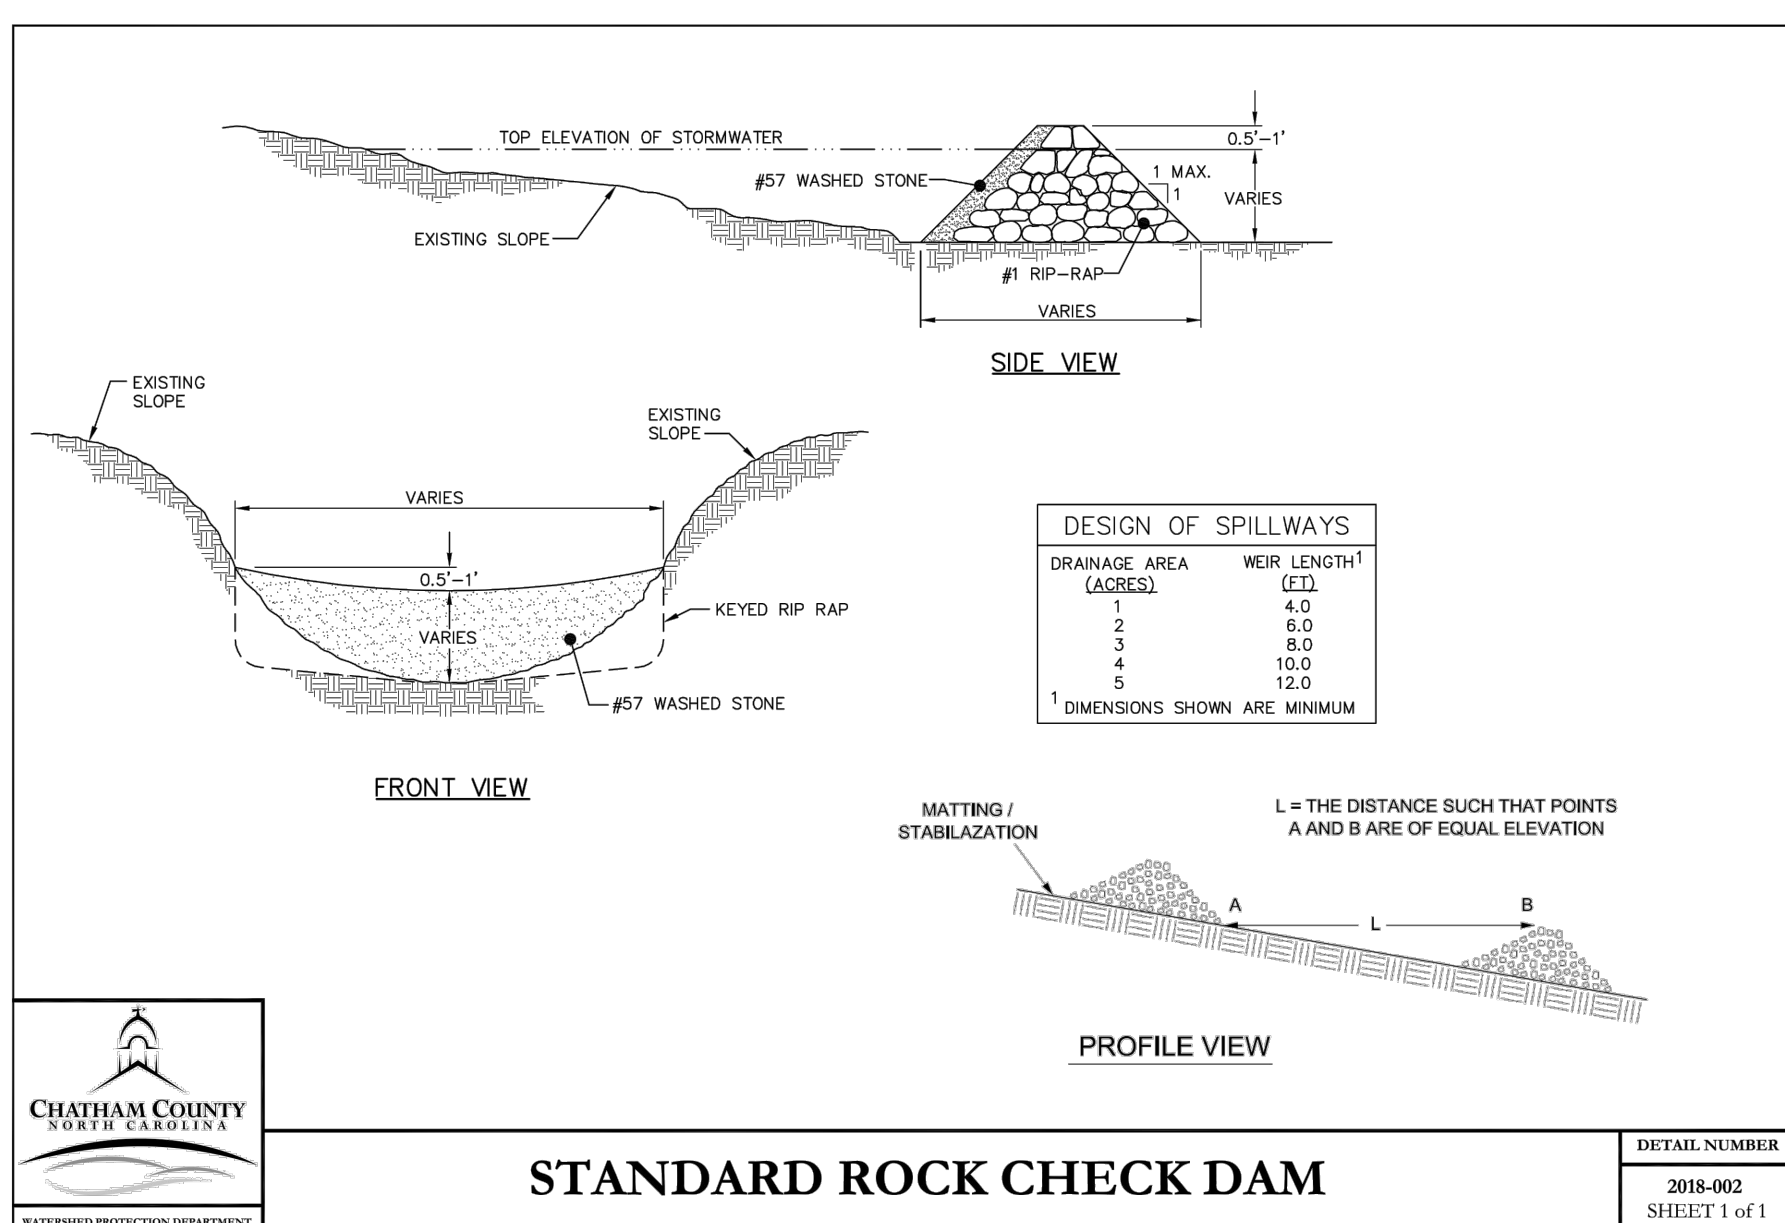 TOP ELEVATION OF STORMWATER
0.5'-1'
#57 WASHED STONE
1 MAX.
1
VARIES
EXISTING SLOPE
#1 RIP-RAP
VARIES
SIDE VIEW
EXISTING
SLOPE
EXISTING
SLOPE
VARIES
0.5'-1'
VARIES
KEYED RIP RAP
#57 WASHED STONE
FRONT VIEW
DESIGN OF SPILLWAYS
DRAINAGE AREA WEIR LENGTH1
(ACRES) (FT)
1 4.0
2 6.0
3 8.0
4 10.0
5 12.0
1 DIMENSIONS SHOWN ARE MINIMUM
MATTING /
STABILAZATION
L = THE DISTANCE SUCH THAT POINTS
A AND B ARE OF EQUAL ELEVATION
A
B
L
PROFILE VIEW
CHATHAM COUNTY
NORTH CAROLINA
WATERSHED PROTECTION DEPARTMENT
STANDARD ROCK CHECK DAM
DETAIL NUMBER
2018-002
SHEET 1 of 1